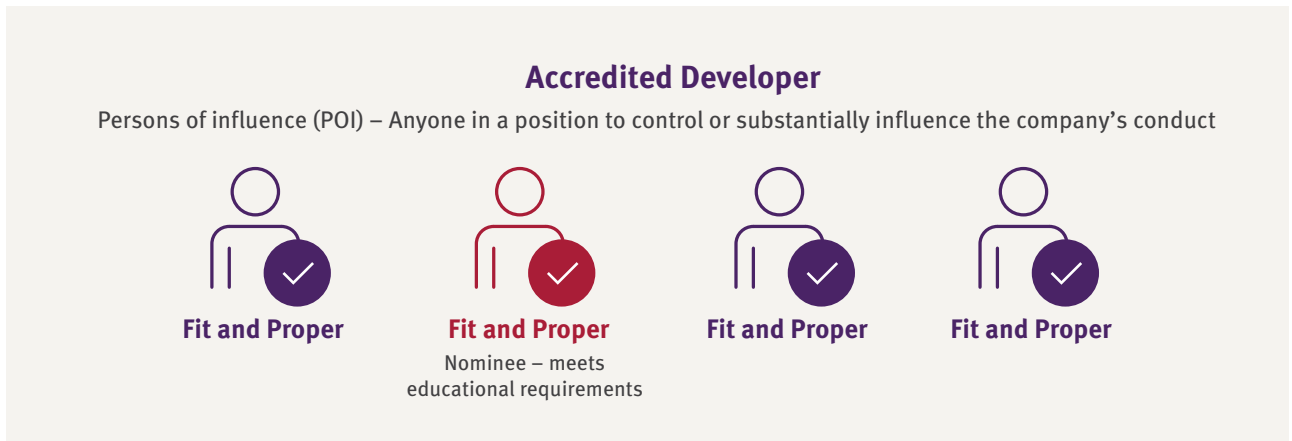 Accredited Developer
Persons of influence (POI) – Anyone in a position to control or substantially influence the company’s conduct
Fit and Proper
Fit and Proper
Nominee – meets
educational requirements
Fit and Proper
Fit and Proper